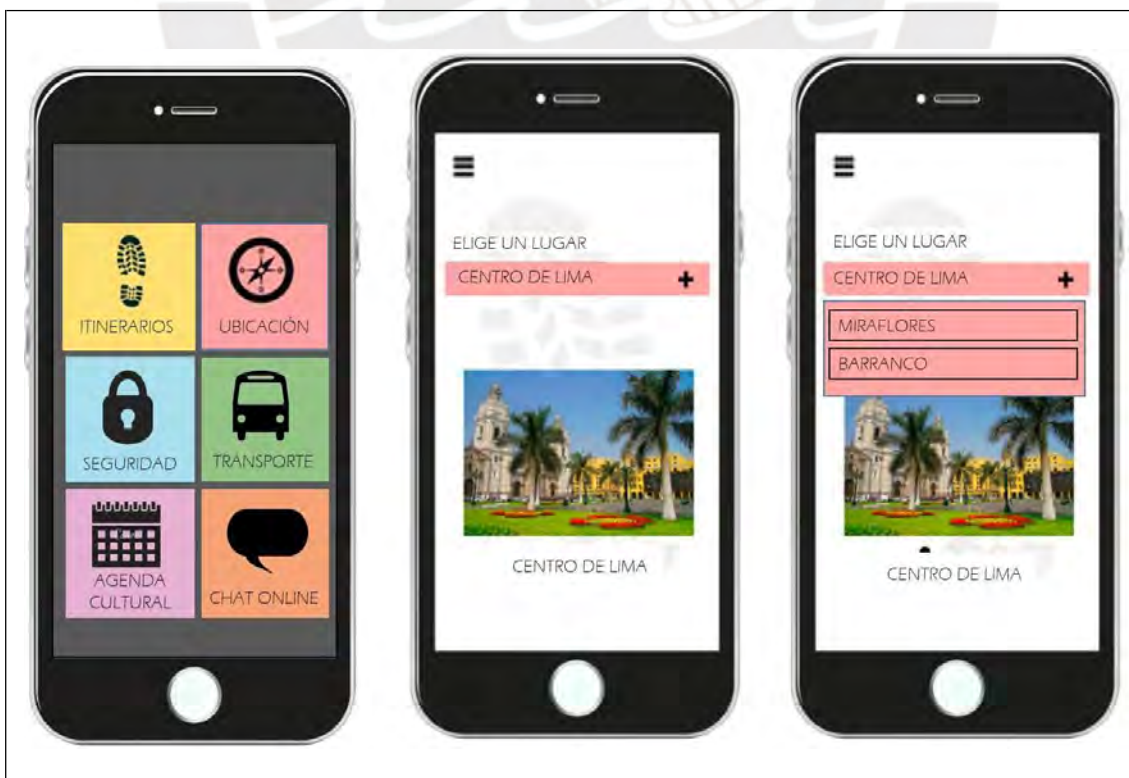 ITINERARIOS
UBICACIÓN
SEGURIDAD
TRANSPORTE
AGENDA
CULTURAL
CHAT ONLINE
ELIGE UN LUGAR
CENTRO DE LIMA +
CENTRO DE LIMA
ELIGE UN LUGAR
CENTRO DE LIMA +
MIRAFLORES
BARRANCO
CENTRO DE LIMA